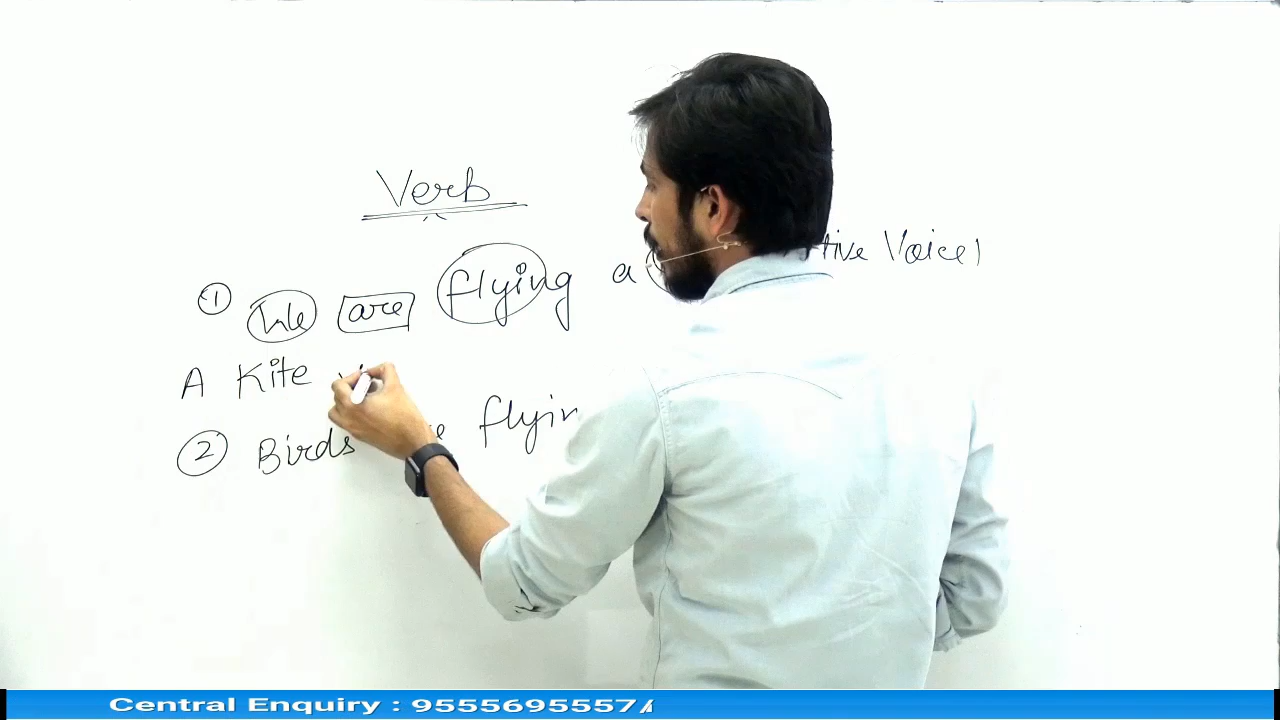 Verb
① We are flying a tive Voice)
A Kite
② Birds flyin
Central Enquiry : 9555695557